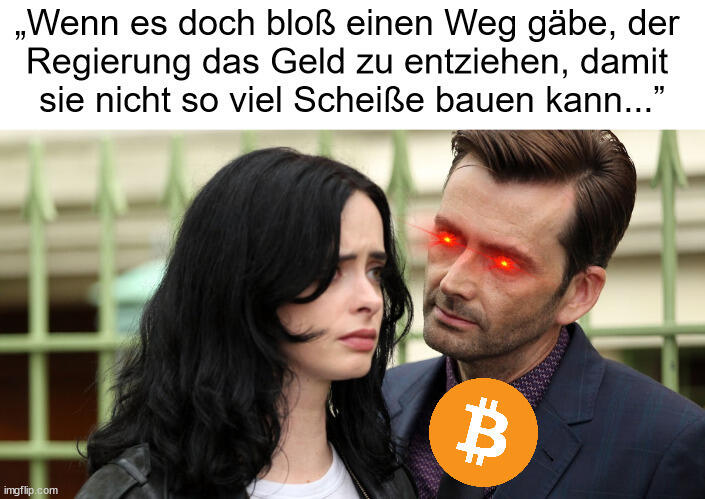 „Wenn es doch bloß einen Weg gäbe, der
Regierung das Geld zu entziehen, damit
sie nicht so viel Scheiße bauen kann...”
₿
imgflip.com